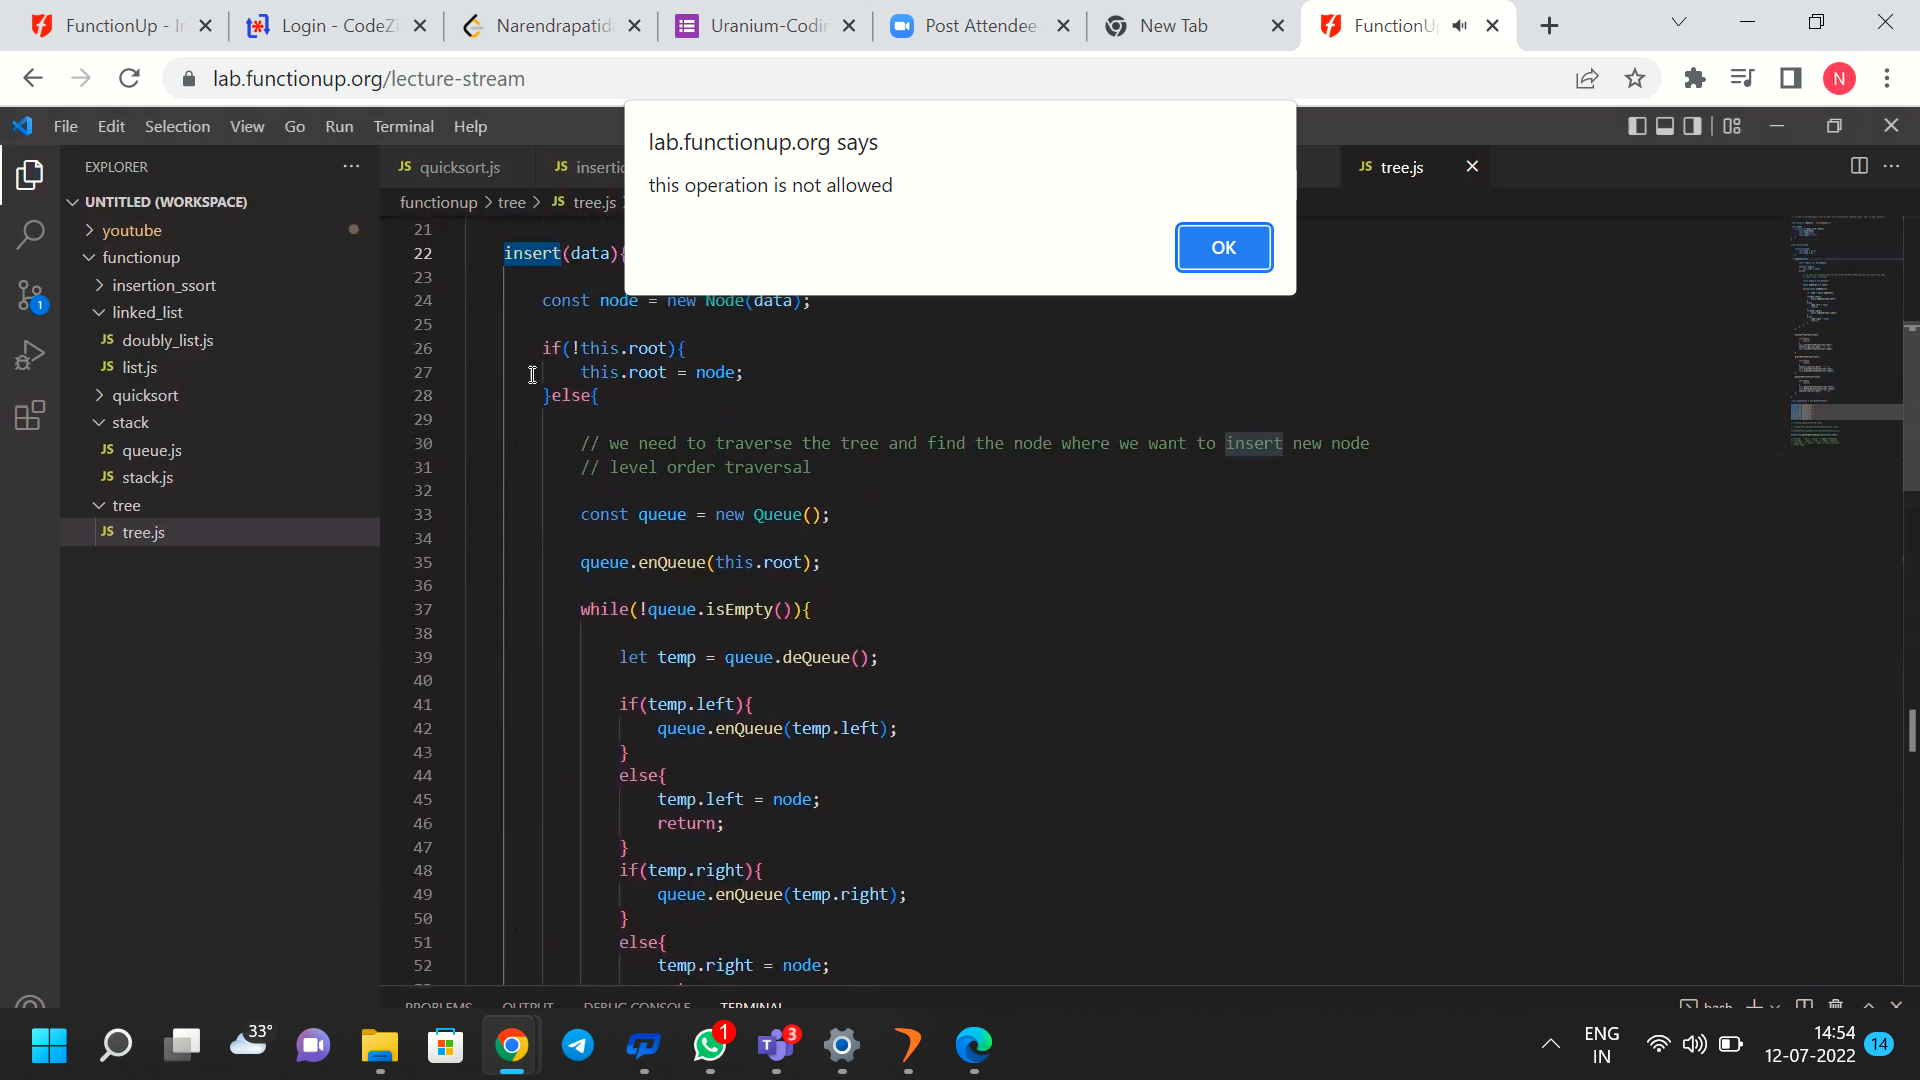 FunctionUp - Ir
Login - CodeZi
Narendrapatid
Uranium-Codir
Post Attendee
New Tab
FunctionUp
lab.functionup.org/lecture-stream
N
File Edit Selection View Go Run Terminal Help
lab.functionup.org says
this operation is not allowed
OK
EXPLORER
UNTITLED (WORKSPACE)
youtube
functionup
insertion_ssort
linked_list
JS doubly_list.js
JS list.js
quicksort
stack
JS queue.js
JS stack.js
tree
JS tree.js
1
JS quicksort.js
JS insertic
JS tree.js
functionup > tree > JS tree.js
21
22 insert(data){
23
24 const node = new Node(data);
25
26 if(!this.root){
27 this.root = node;
28 }else{
29
30 // we need to traverse the tree and find the node where we want to insert new node
31 // level order traversal
32
33 const queue = new Queue();
34
35 queue.enQueue(this.root);
36
37 while(!queue.isEmpty()){
38
39 let temp = queue.deQueue();
40
41 if(temp.left){
42 queue.enQueue(temp.left);
43 }
44 else{
45 temp.left = node;
46 return;
47 }
48 if(temp.right){
49 queue.enQueue(temp.right);
50 }
51 else{
52 temp.right = node;
PROBLEMS OUTPUT DEBUG CONSOLE TERMINAL
bash
33°
1
3
ENG
IN
14:54
12-07-2022
14